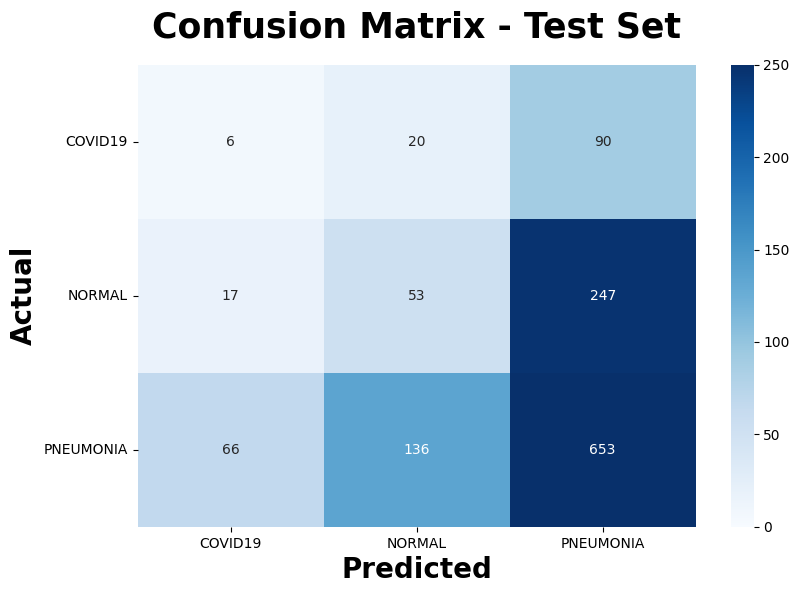 Confusion Matrix - Test Set
Actual
COVID19 6 20 90
NORMAL 17 53 247
PNEUMONIA 66 136 653
COVID19 NORMAL PNEUMONIA
Predicted
250
200
150
100
50
0